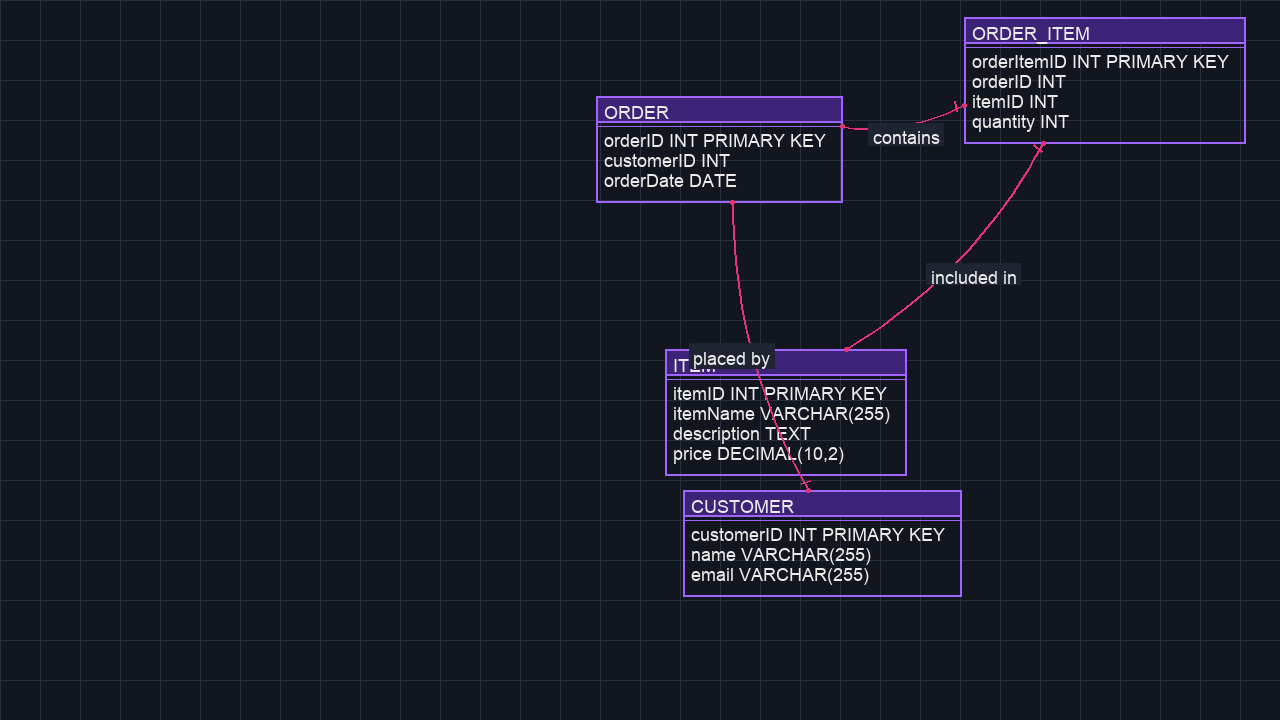 ORDER_ITEM
orderItemID INT PRIMARY KEY
orderID INT
itemID INT
quantity INT
ORDER
orderID INT PRIMARY KEY
customerID INT
orderDate DATE
contains
included in
placed by
ITEM
itemID INT PRIMARY KEY
itemName VARCHAR(255)
description TEXT
price DECIMAL(10,2)
CUSTOMER
customerID INT PRIMARY KEY
name VARCHAR(255)
email VARCHAR(255)